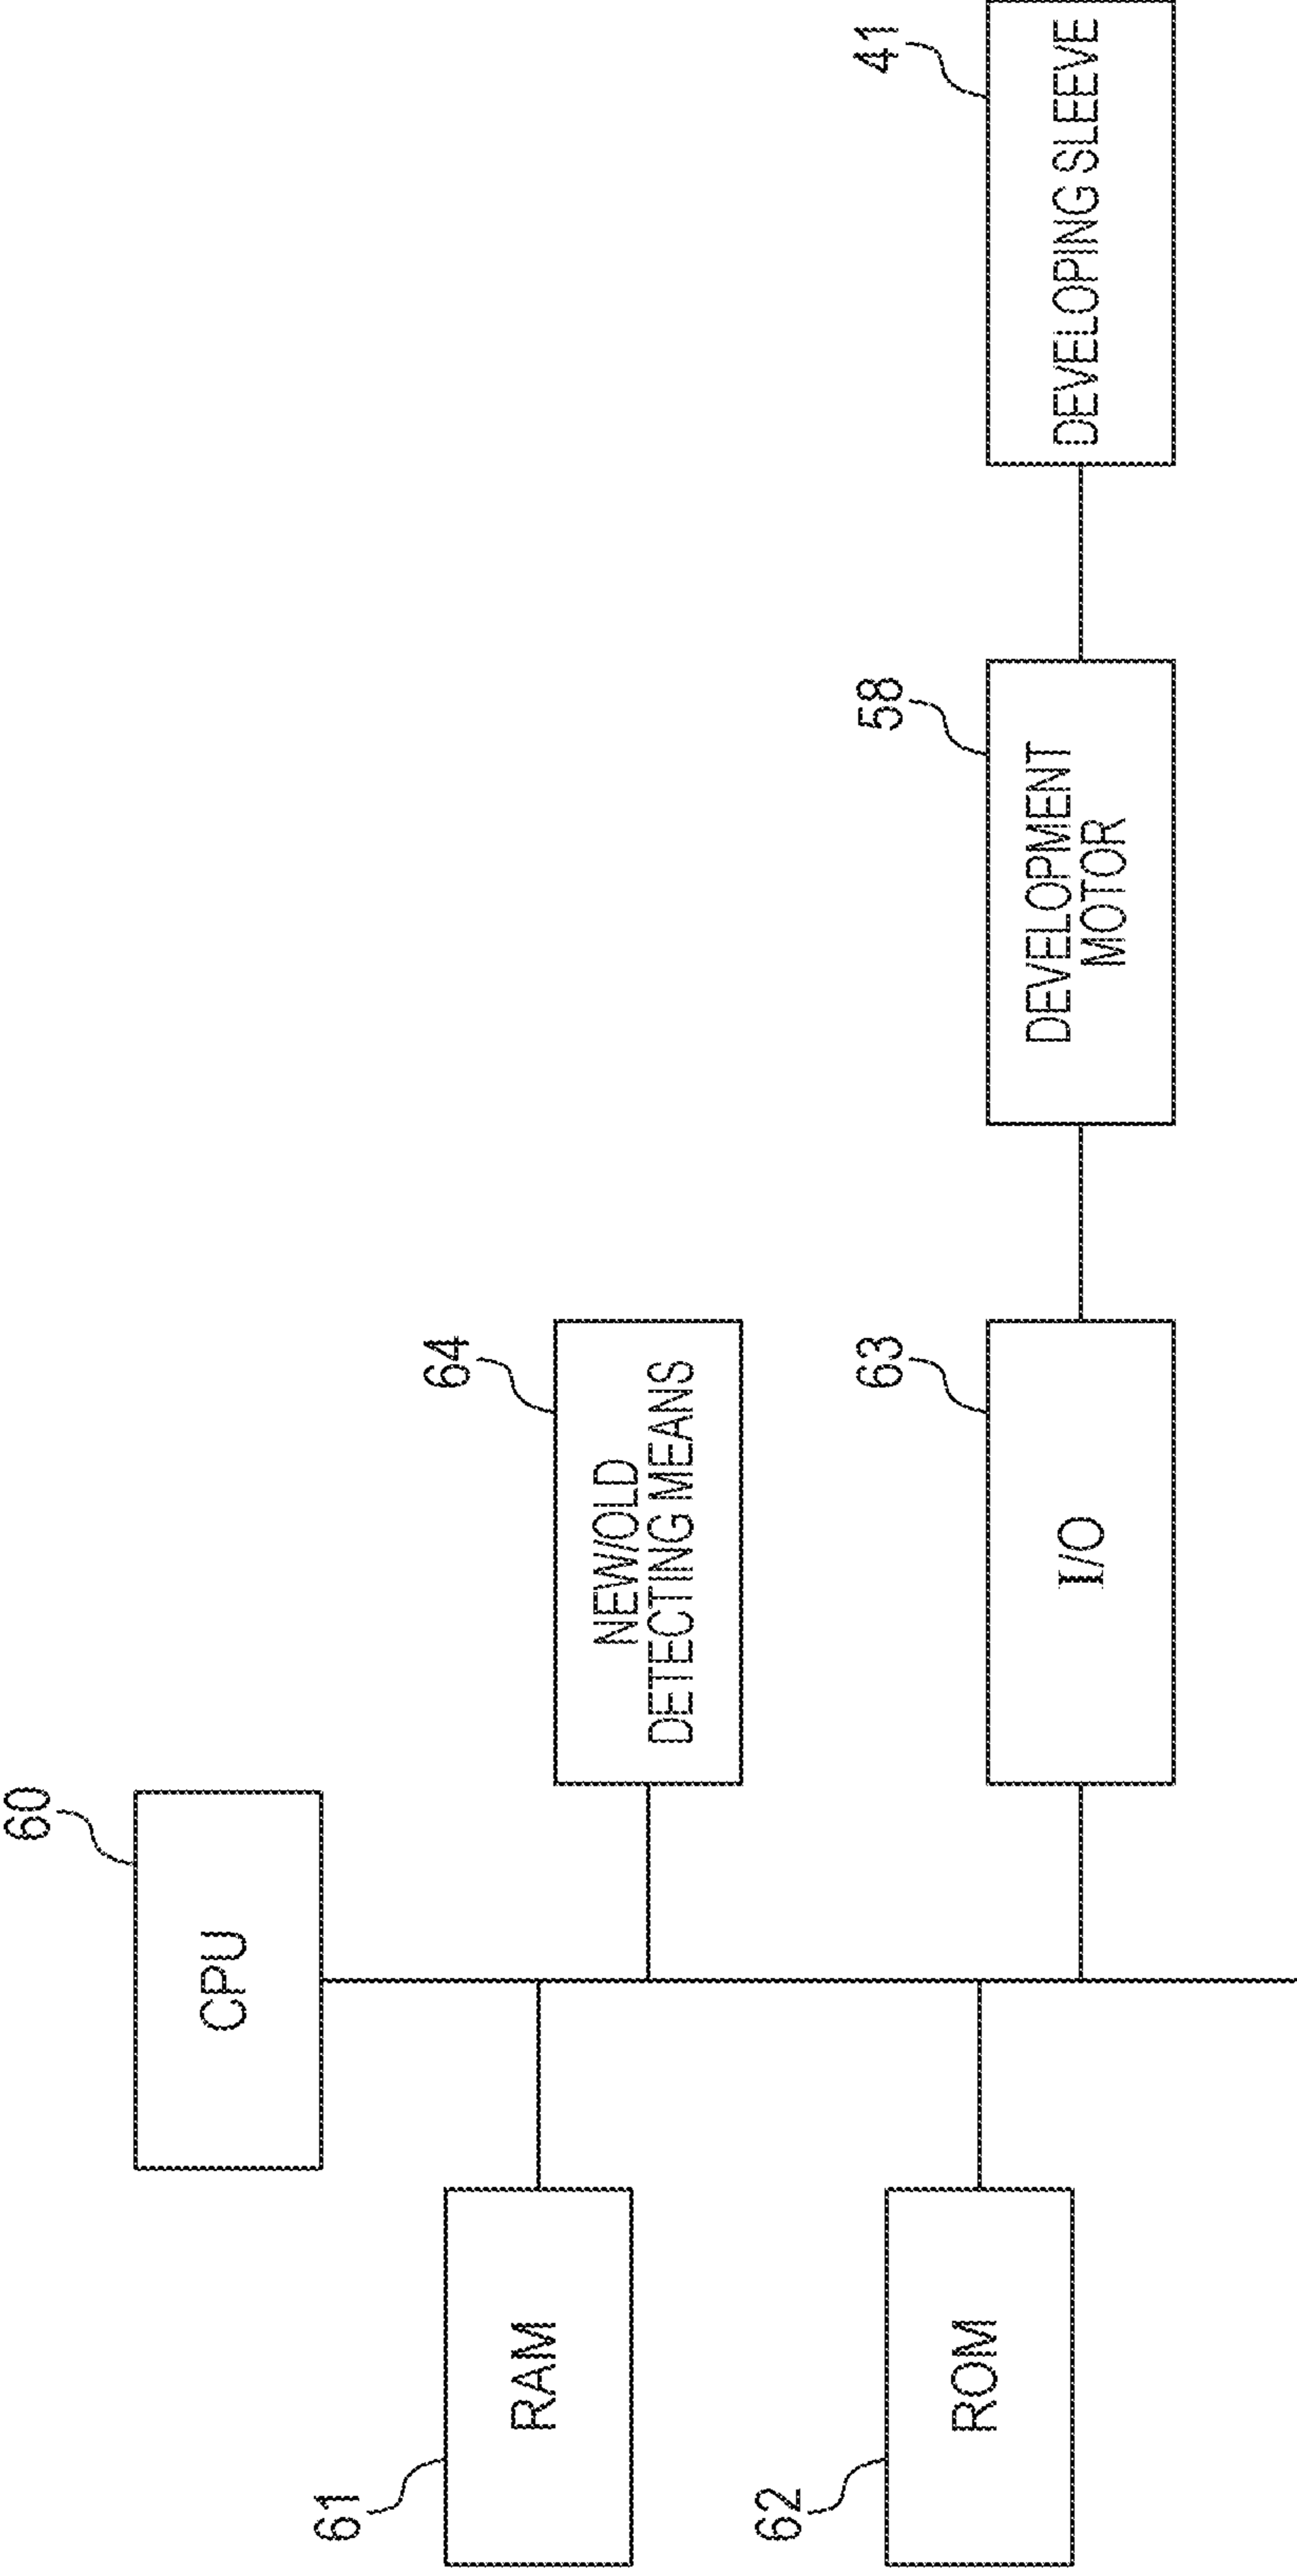 60
CPU
61
RAM
64
NEW/OLD
DETECTING MEANS
62
ROM
63
I/O
58
DEVELOPMENT
MOTOR
41
DEVELOPING SLEEVE